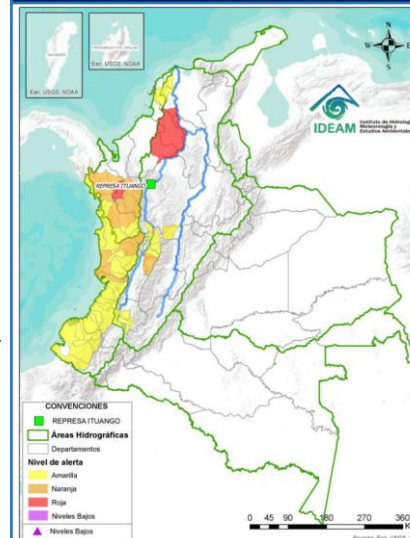 Esri, USGS, NOAA
Esri, USGS, NOAA
N
W
E
S
IDEAM
Instituto de Hidrología,
Meteorología y
Estudios Ambientales
REPRESA ITUANGO
CONVENCIONES
REPRESA ITUANGO
Áreas Hidrográficas
Departamentos
Nivel de alerta
Amarilla
Naranja
Roja
Niveles Bajos
Niveles Bajos
0 45 90 180 270 360